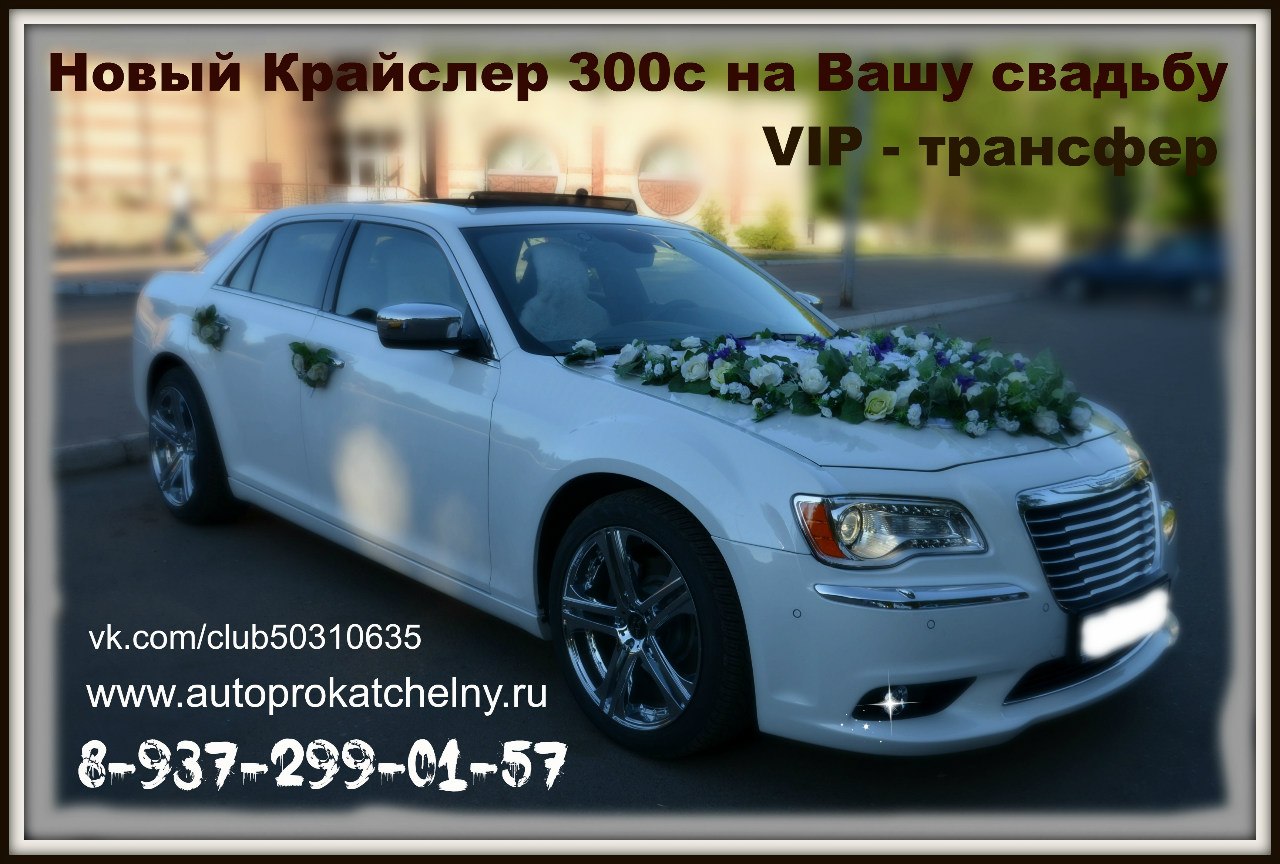 Новый Крайслер 300с на Вашу свадьбу
VIP - трансфер
vk.com/club50310635
www.autoprokatchelny.ru
8-937-299-01-57